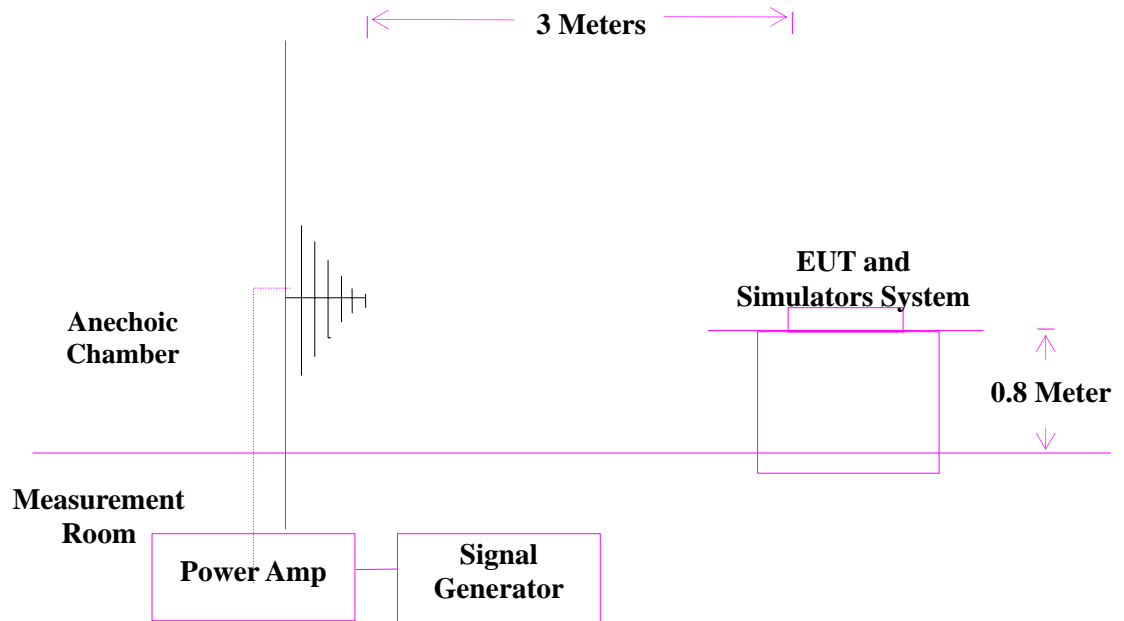 3 Meters
EUT and
Simulators System
Anechoic
Chamber
0.8 Meter
Measurement
Room
Power Amp
Signal
Generator